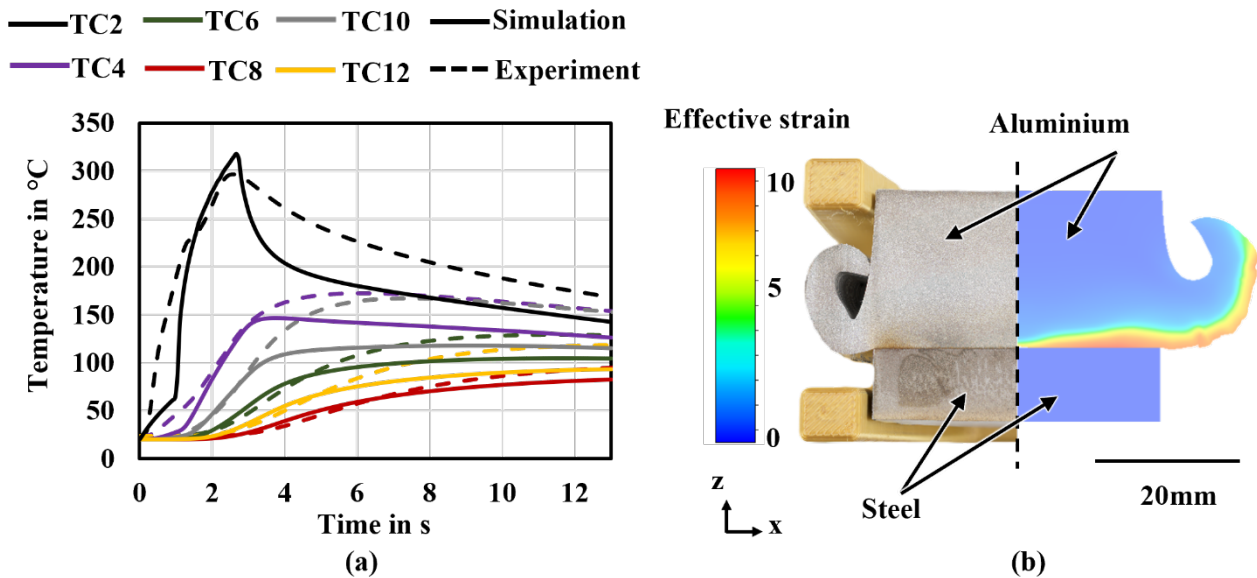 TC2 TC6 TC10 Simulation
TC4 TC8 TC12 Experiment
350
300
250
200
150
100
50
0
Temperature in °C
0 2 4 6 8 10 12
Time in s
(a)
Effective strain
Aluminium
10
5
0
Steel
20mm
z
x
(b)